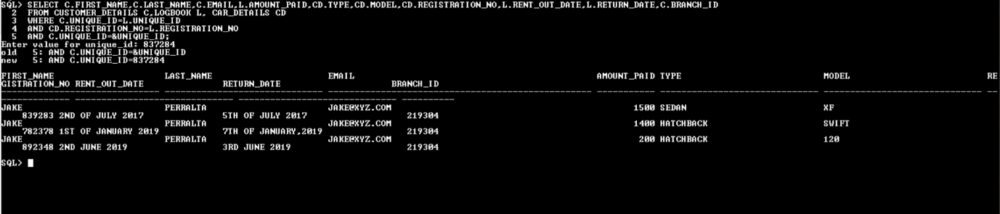 SQL> SELECT C.FIRST_NAME,C.LAST_NAME,C.EMAIL,L.AMOUNT_PAID,CD.TYPE,CD.MODEL,CD.REGISTRATION_NO,L.RENT_OUT_DATE,L.RETURN_DATE,C.BRANCH_ID
2 FROM CUSTOMER_DETAILS C,LOGBOOK L, CAR_DETAILS CD
3 WHERE C.UNIQUE_ID=L.UNIQUE_ID
4 AND CD.REGISTRATION_NO=L.REGISTRATION_NO
5 AND C.UNIQUE_ID=&UNIQUE_ID;
Enter value for unique_id: 837284
old 5: AND C.UNIQUE_ID=&UNIQUE_ID
new 5: AND C.UNIQUE_ID=837284
FIRST_NAME LAST_NAME EMAIL AMOUNT_PAID TYPE MODEL RE
GISTRATION_NO RENT_OUT_DATE RETURN_DATE BRANCH_ID
JAKE PERRALTA JAKE@XYZ.COM 1500 SEDAN XF
839283 2ND OF JULY 2017 5TH OF JULY 2017 219304
JAKE PERRALTA JAKE@XYZ.COM 1400 HATCHBACK SWIFT
782378 1ST OF JANUARY 2019 7TH OF JANUARY,2019 219304
JAKE PERRALTA JAKE@XYZ.COM 200 HATCHBACK 120
892348 2ND JUNE 2019 3RD JUNE 2019 219304
SQL>